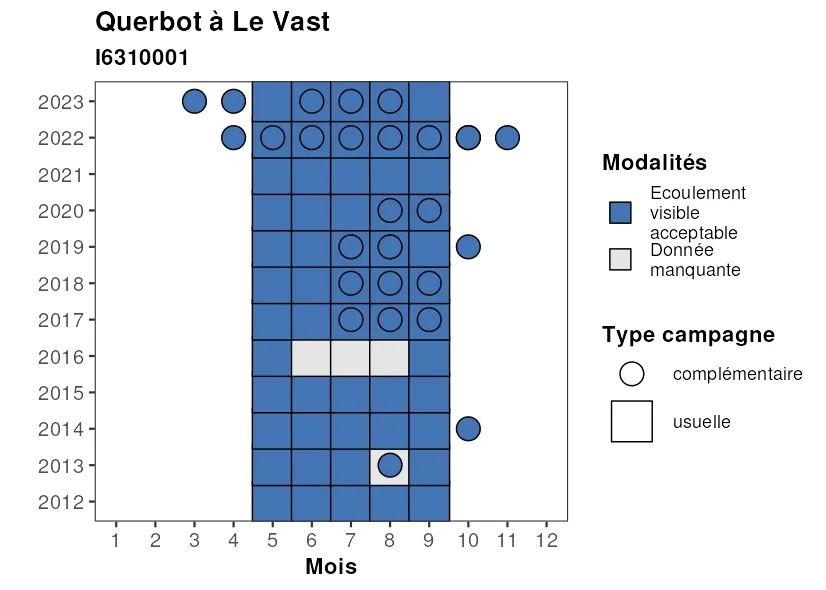 Querbot à Le Vast
I6310001
2023
2022
2021
2020
2019
2018
2017
2016
2015
2014
2013
2012
1 2 3 4 5 6 7 8 9 10 11 12
Mois
Modalités
Ecoulement
visible
acceptable
Donnée
manquante
Type campagne
complémentaire
usuelle